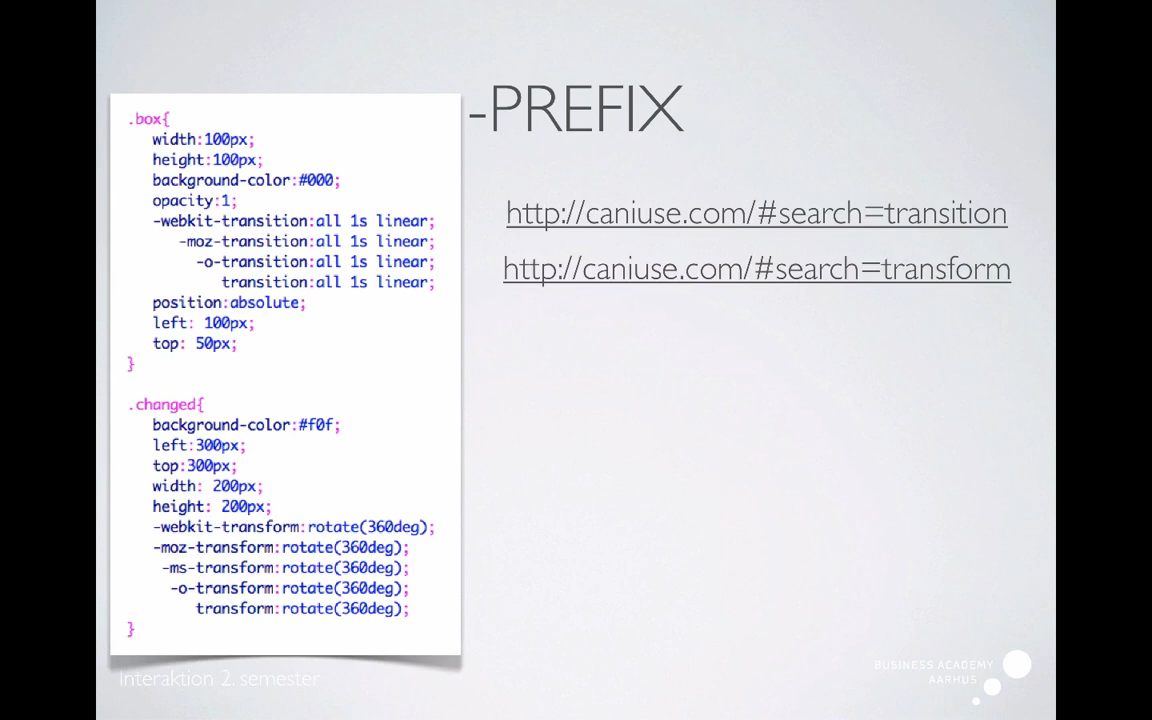 -PREFIX
.box{
width:100px;
height:100px;
background-color:#000;
opacity:1;
-webkit-transition:all 1s linear;
-moz-transition:all 1s linear;
-o-transition:all 1s linear;
transition:all 1s linear;
position:absolute;
left: 100px;
top: 50px;
}
.changed{
background-color:#f0f;
left:300px;
top:300px;
width: 200px;
height: 200px;
-webkit-transform:rotate(360deg);
-moz-transform:rotate(360deg);
-ms-transform:rotate(360deg);
-o-transform:rotate(360deg);
transform:rotate(360deg);
}
http://caniuse.com/#search=transition
http://caniuse.com/#search=transform
Interaktion 2. semester
BUSINESS ACADEMY
AARHUS